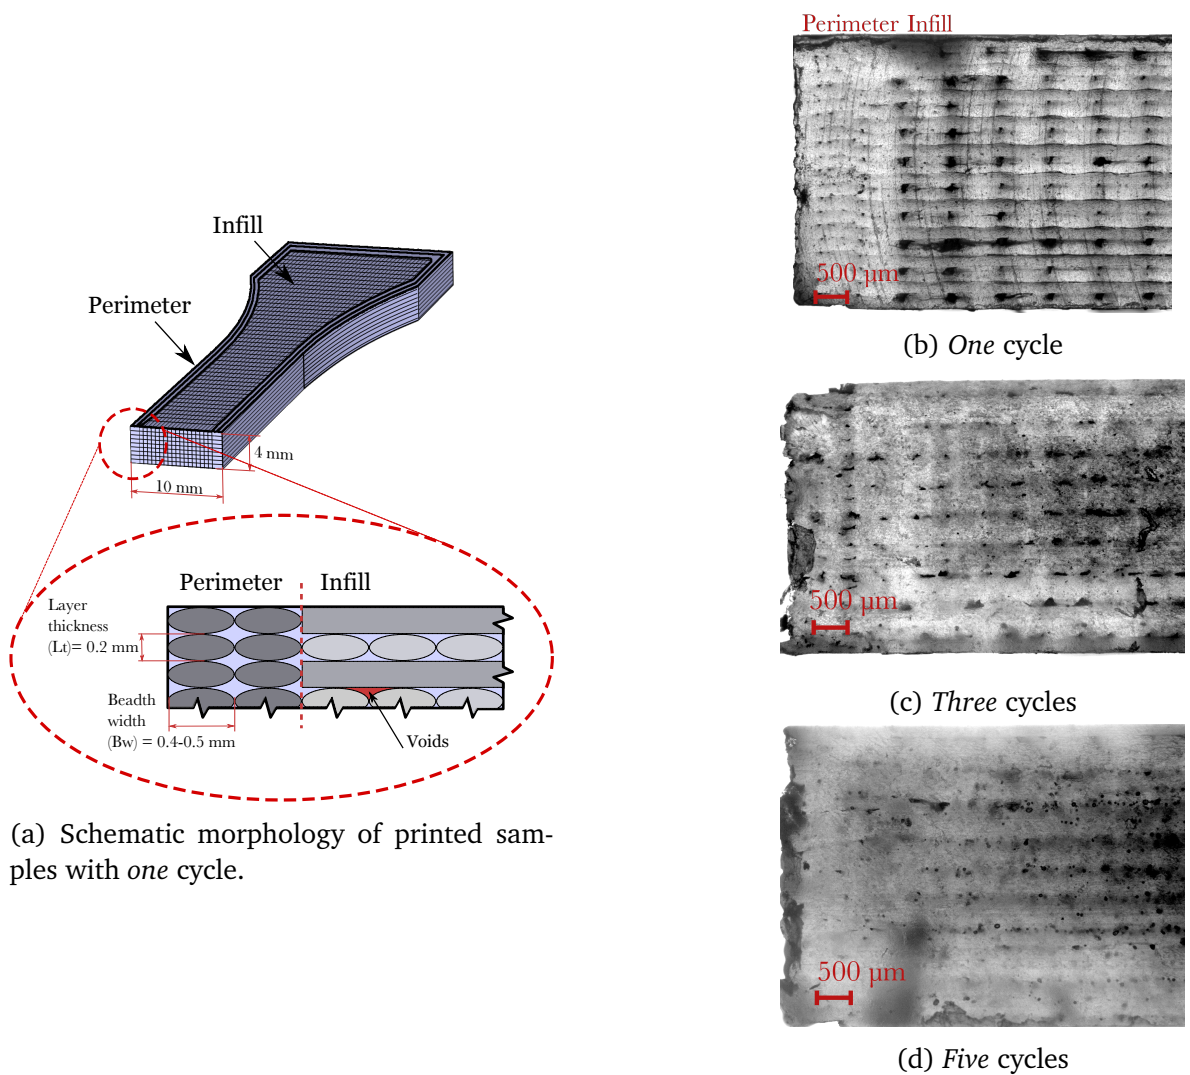 Infill
Perimeter
4 mm
10 mm
Perimeter Infill
Layer
thickness
(Lt)= 0.2 mm
Beadth
width
(Bw) = 0.4-0.5 mm
Voids
(a) Schematic morphology of printed sam-
ples with one cycle.
Perimeter Infill
500 μm
(b) One cycle
500 μm
(c) Three cycles
500 μm
(d) Five cycles